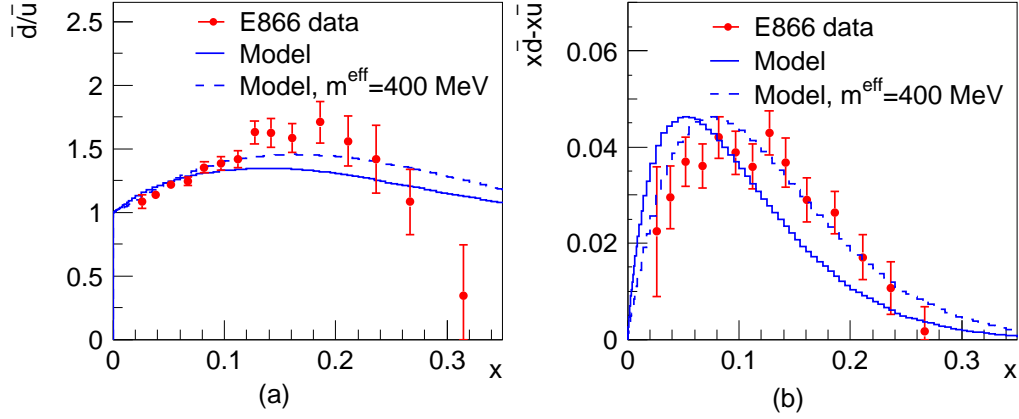 d̄/ū
2.5
2
1.5
1
0.5
0
E866 data
Model
Model, m^eff=400 MeV
0 0.1 0.2 0.3 x
(a)
xd̄-xū
0.06
0.04
0.02
0
E866 data
Model
Model, m^eff=400 MeV
0 0.1 0.2 0.3 x
(b)